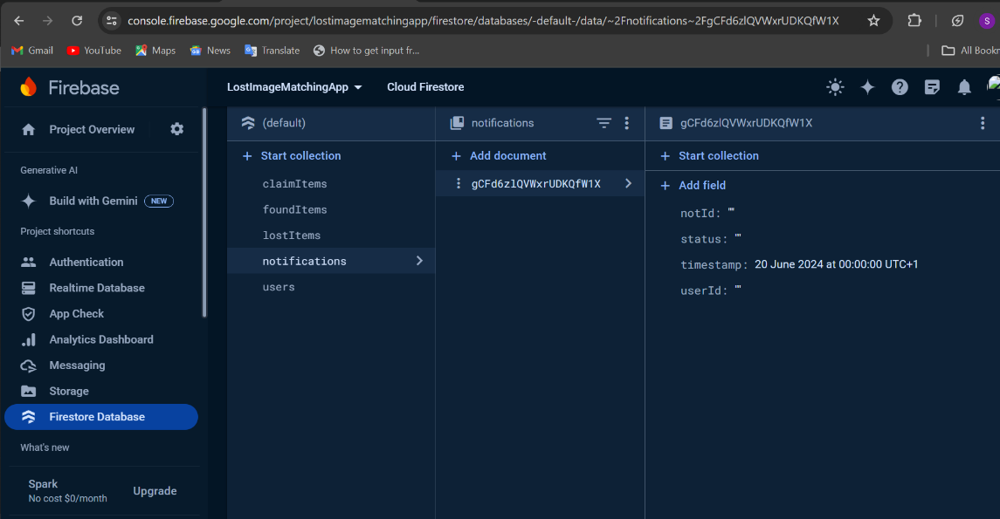 console.firebase.google.com/project/lostimagematchingapp/firestore/databases/-default-/data/~2Fnotifications~2FgCFd6zlQVWxrUDKQfW1X
S
Gmail YouTube Maps News Translate How to get input fr... All Bookn
Firebase
LostImageMatchingApp Cloud Firestore
Project Overview
Generative AI
Build with Gemini NEW
Project shortcuts
Authentication
Realtime Database
App Check
Analytics Dashboard
Messaging
Storage
Firestore Database
What's new
Spark
No cost $0/month
Upgrade
(default)
+ Start collection
claimItems
foundItems
lostItems
notifications
users
notifications
+ Add document
gCFd6zlQVWxrUDKQfW1X
gCFd6zlQVWxrUDKQfW1X
+ Start collection
+ Add field
notId: ""
status: ""
timestamp: 20 June 2024 at 00:00:00 UTC+1
userId: ""